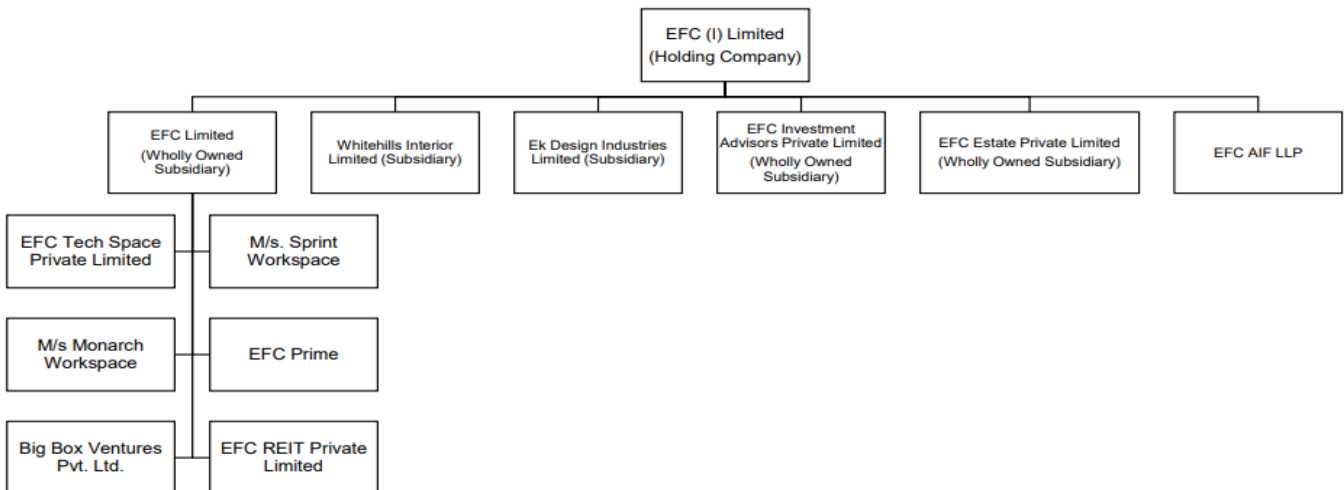 EFC (I) Limited
(Holding Company)
EFC Limited
(Wholly Owned
Subsidiary)
Whitehills Interior
Limited (Subsidiary)
Ek Design Industries
Limited (Subsidiary)
EFC Investment
Advisors Private Limited
(Wholly Owned
Subsidiary)
EFC Estate Private Limited
(Wholly Owned Subsidiary)
EFC AIF LLP
EFC Tech Space
Private Limited
M/s. Sprint
Workspace
M/s Monarch
Workspace
EFC Prime
Big Box Ventures
Pvt. Ltd.
EFC REIT Private
Limited